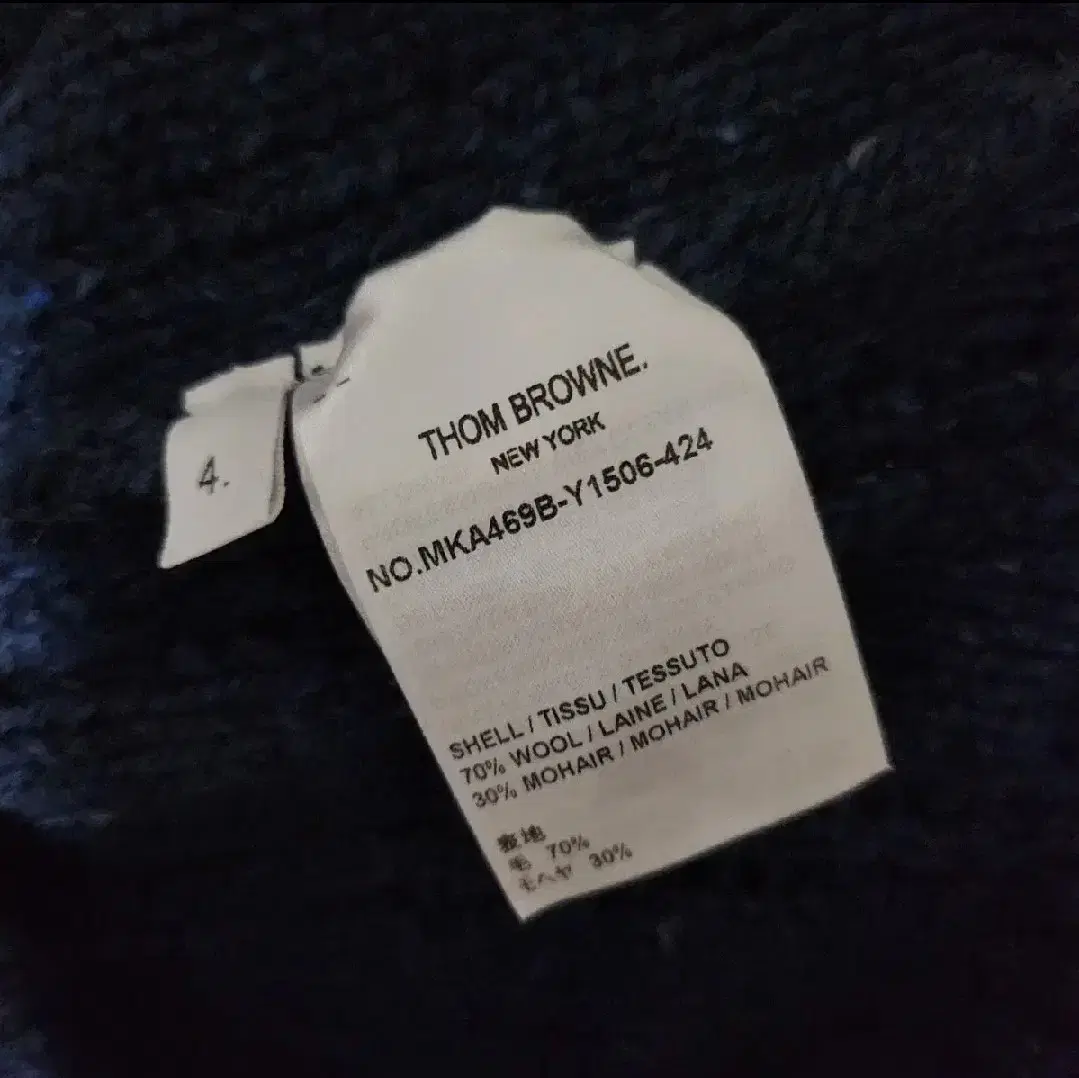 4.
THOM BROWNE.
NEW YORK
NO.MKA469B-Y1506-424
SHELL / TISSU / TESSUTO
70% WOOL / LAINE / LANA
30% MOHAIR / MOHAIR / MOHAIR
表地
毛 70%
モヘヤ 30%